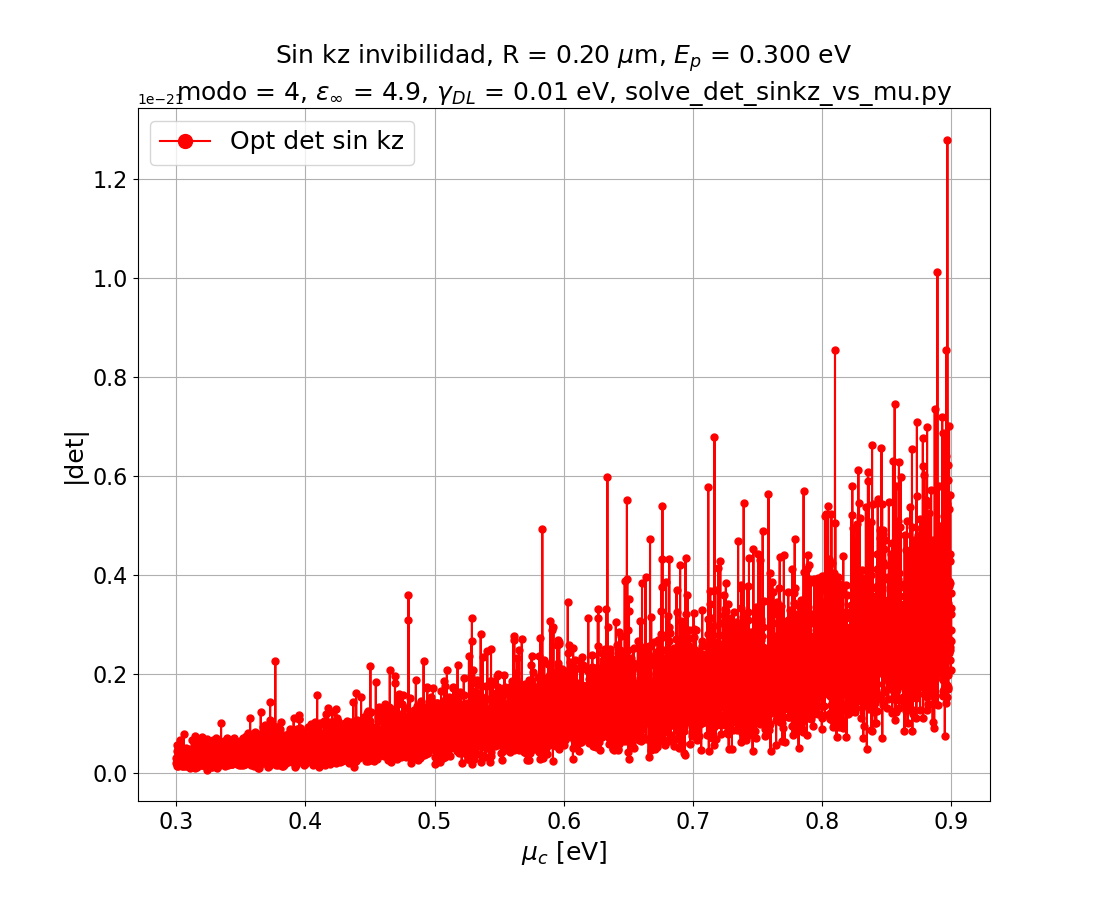 Sin kz invibilidad, R = 0.20 μm, E_p = 0.300 eV
modo = 4, ε_∞ = 4.9, γ_DL = 0.01 eV, solve_det_sinkz_vs_mu.py
1e−21
Opt det sin kz
1.2
1.0
0.8
0.6
0.4
0.2
0.0
|det|
0.3 0.4 0.5 0.6 0.7 0.8 0.9
μ_c [eV]